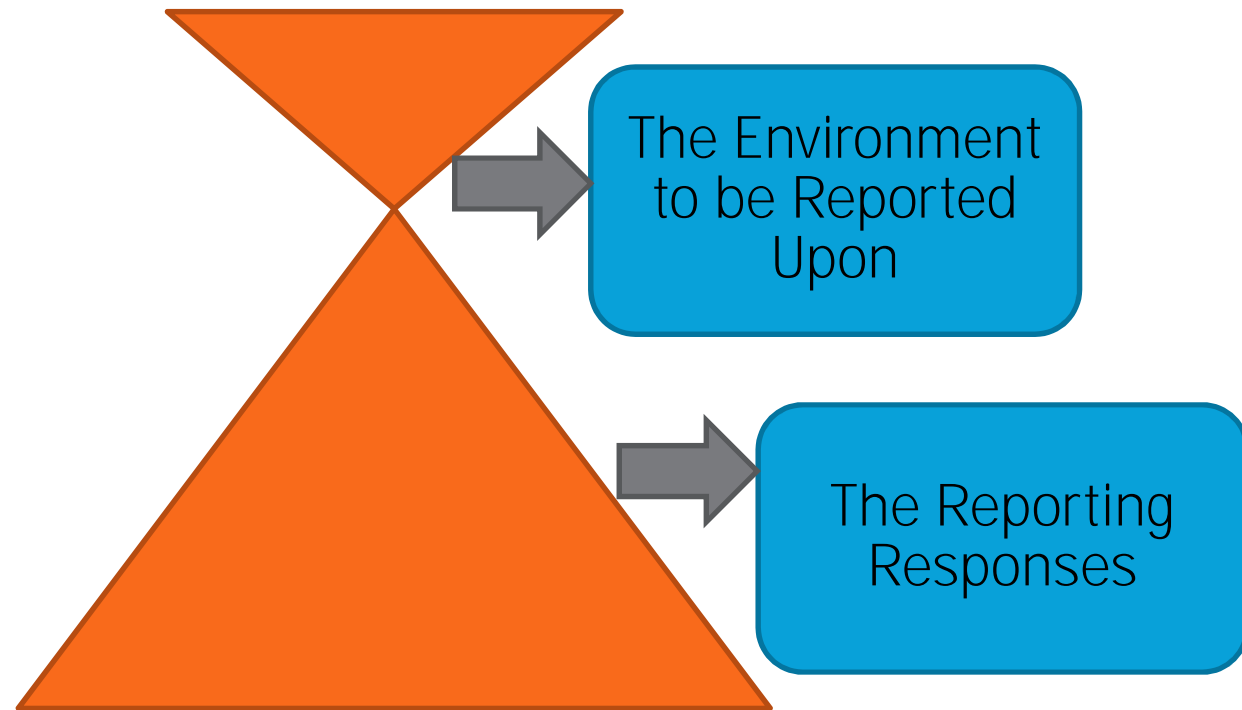 The Environment
to be Reported
Upon
The Reporting
Responses